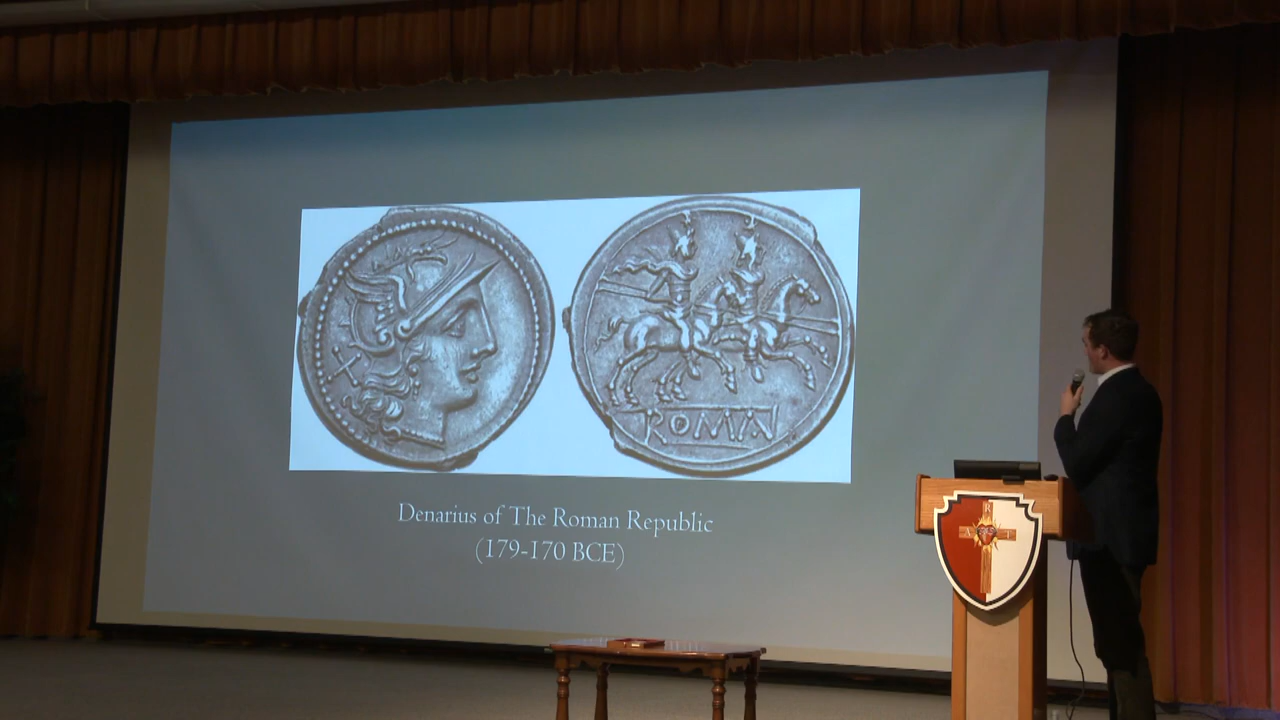 ROMA
Denarius of The Roman Republic
(179-170 BCE)
R
A